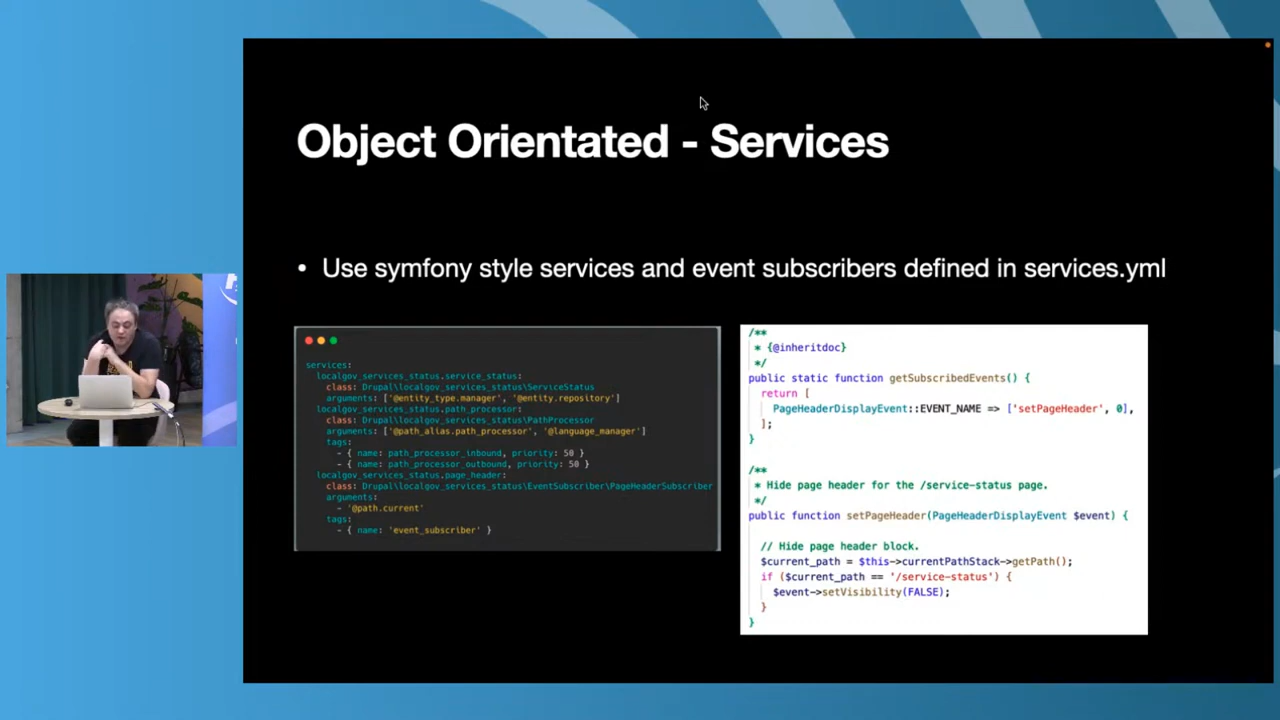 Object Orientated - Services
• Use symfony style services and event subscribers defined in services.yml
services:
localgov_services_status.service_status:
class: Drupal\localgov_services_status\ServiceStatus
arguments: ['@entity_type.manager', '@entity.repository']
localgov_services_status.path_processor:
class: Drupal\localgov_services_status\PathProcessor
arguments: ['@path_alias.path_processor', '@language_manager']
tags:
- { name: path_processor_inbound, priority: 50 }
- { name: path_processor_outbound, priority: 50 }
localgov_services_status.page_header:
class: Drupal\localgov_services_status\EventSubscriber\PageHeaderSubscriber
arguments:
- '@path.current'
tags:
- { name: 'event_subscriber' }
/**
* {@inheritdoc}
*/
public static function getSubscribedEvents() {
return [
PageHeaderDisplayEvent::EVENT_NAME => ['setPageHeader', 0],
];
}
/**
* Hide page header for the /service-status page.
*/
public function setPageHeader(PageHeaderDisplayEvent $event) {
// Hide page header block.
$current_path = $this->currentPathStack->getPath();
if ($current_path == '/service-status') {
$event->setVisibility(FALSE);
}
}